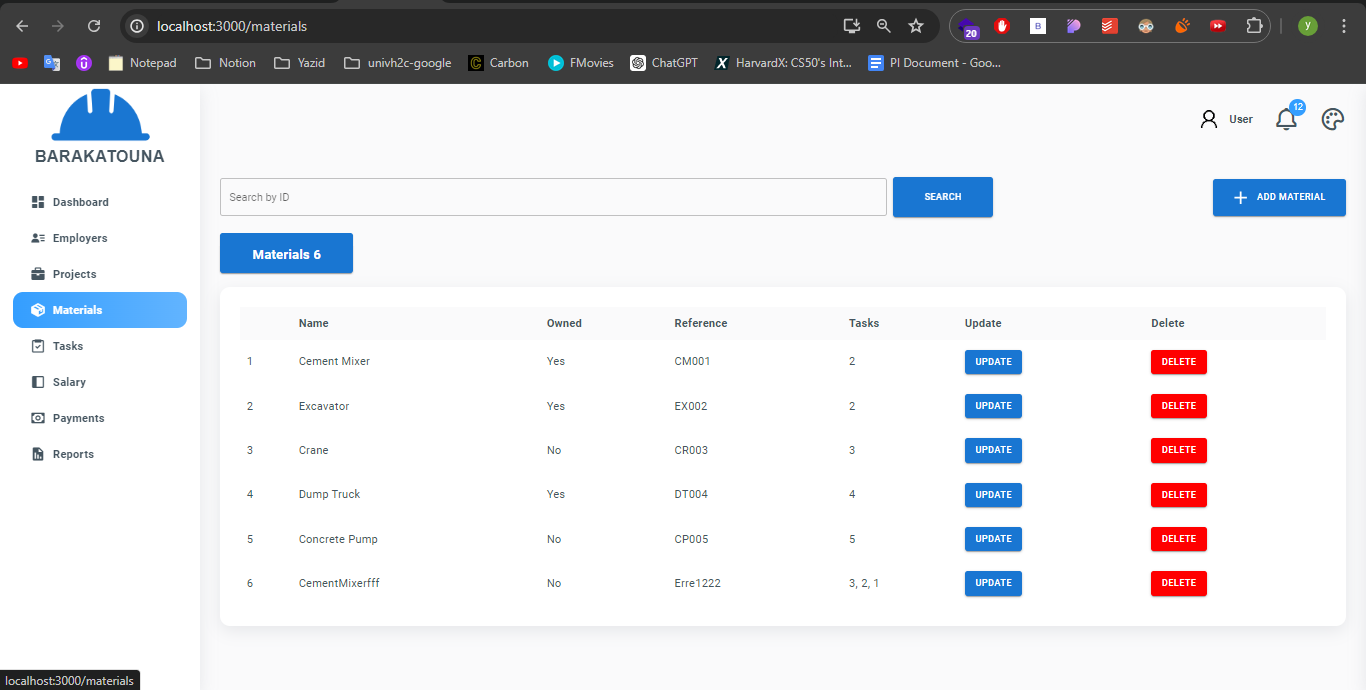 localhost:3000/materials
20
B
y
Notepad
Notion
Yazid
univh2c-google
C
Carbon
FMovies
ChatGPT
X
HarvardX: CS50's Int...
PI Document - Goo...
BARAKATOUNA
User
12
Dashboard
Employers
Projects
Materials
Tasks
Salary
Payments
Reports
Search by ID
SEARCH
ADD MATERIAL
Materials 6
Name Owned Reference Tasks Update Delete
1 Cement Mixer Yes CM001 2 UPDATE DELETE
2 Excavator Yes EX002 2 UPDATE DELETE
3 Crane No CR003 3 UPDATE DELETE
4 Dump Truck Yes DT004 4 UPDATE DELETE
5 Concrete Pump No CP005 5 UPDATE DELETE
6 CementMixerfff No Erre1222 3, 2, 1 UPDATE DELETE
localhost:3000/materials